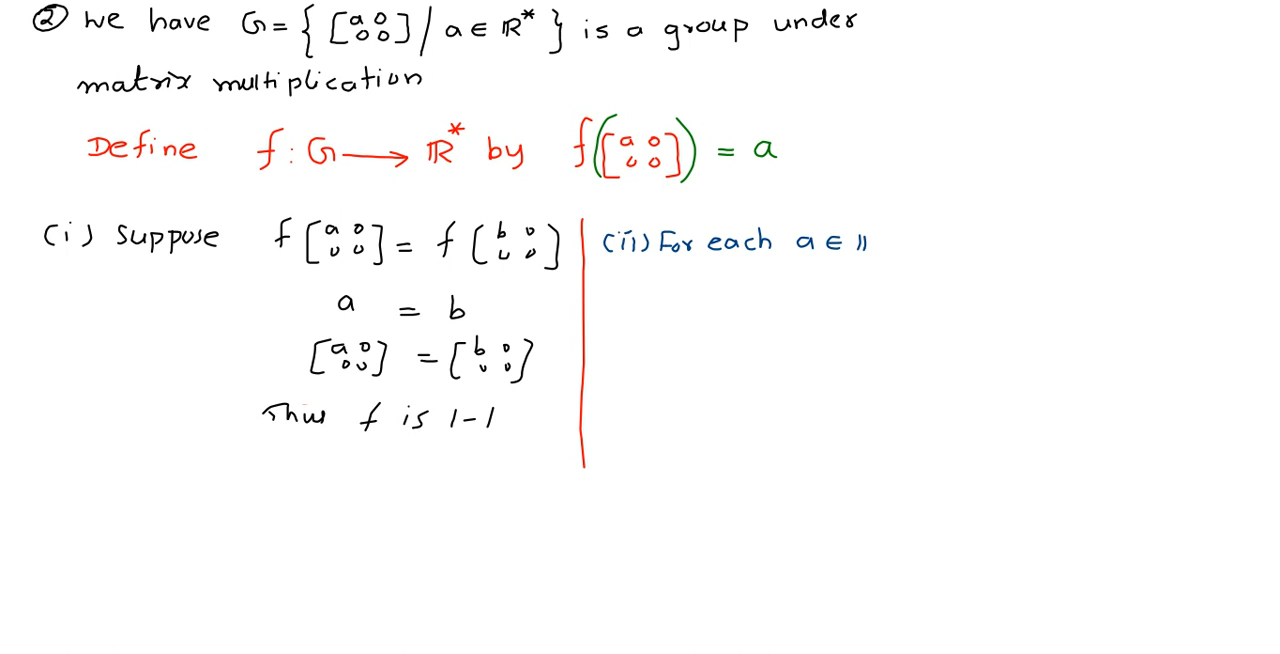 ② we have G = { [a 0 0 0] / a ∈ ℝ* } is a group under
matrix multiplication
Define f : G ⟶ ℝ* by f([a 0 0 0]) = a
(i) suppose f [a 0 0 0] = f [b 0 0 0]
a = b
[a 0 0 0] = [b 0 0 0]
Thus f is 1-1
(ii) For each a ∈